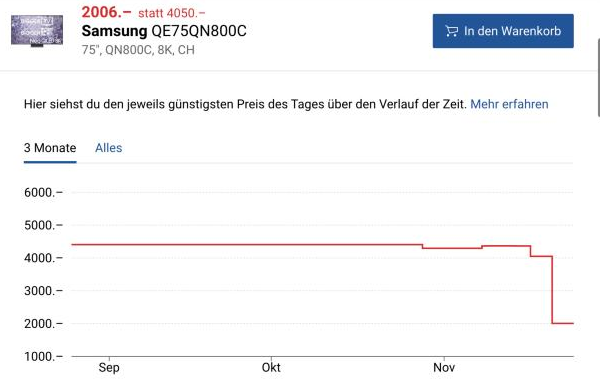 2006.– statt 4050.–
Samsung QE75QN800C
75", QN800C, 8K, CH
In den Warenkorb
Hier siehst du den jeweils günstigsten Preis des Tages über den Verlauf der Zeit. Mehr erfahren
3 Monate Alles
6000.–
5000.–
4000.–
3000.–
2000.–
1000.–
Sep Okt Nov